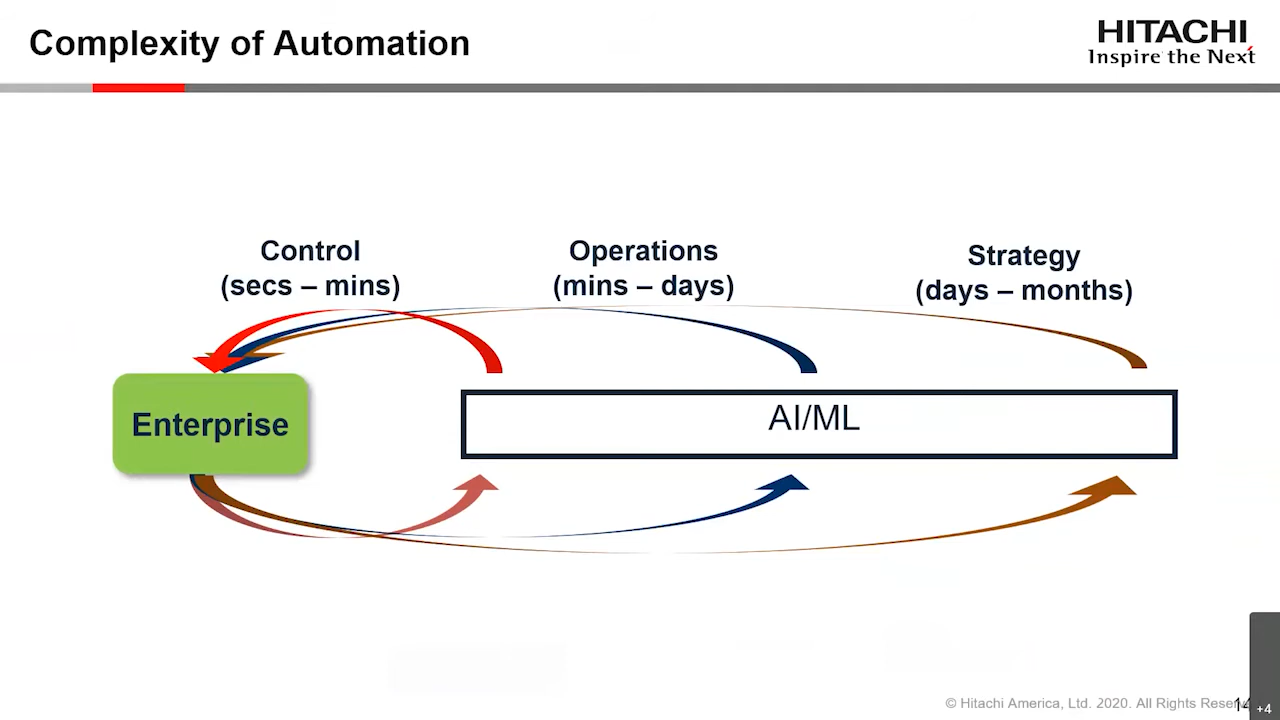 Complexity of Automation
HITACHI
Inspire the Next
Control
(secs – mins)
Operations
(mins – days)
Strategy
(days – months)
Enterprise
AI/ML
© Hitachi America, Ltd. 2020. All Rights
14
+4